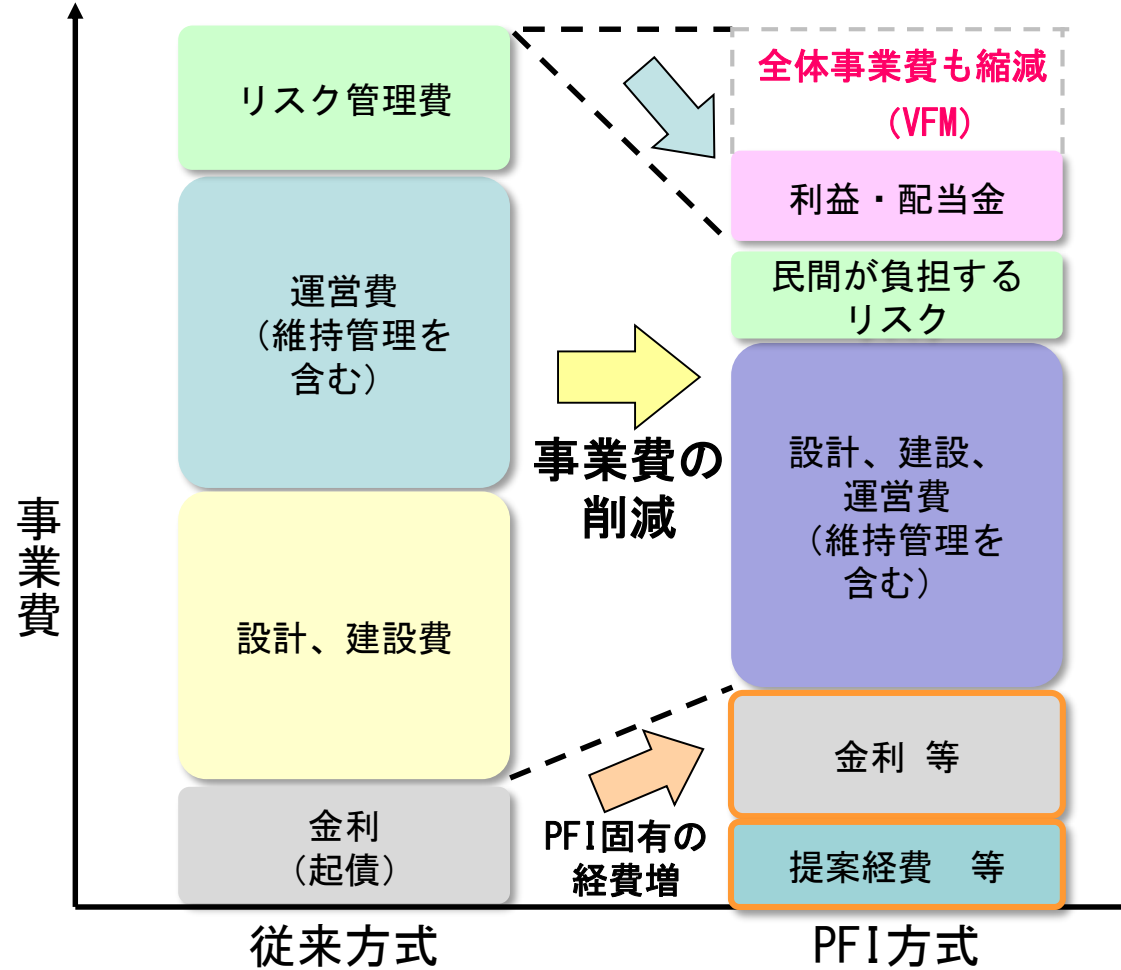 事業費
リスク管理費
運営費
（維持管理を
含む）
設計、建設費
金利
（起債）
従来方式
事業費の
削減
PFI固有の
経費増
全体事業費も縮減
（VFM）
利益・配当金
民間が負担する
リスク
設計、建設、
運営費
（維持管理を
含む）
金利 等
提案経費　等
PFI方式